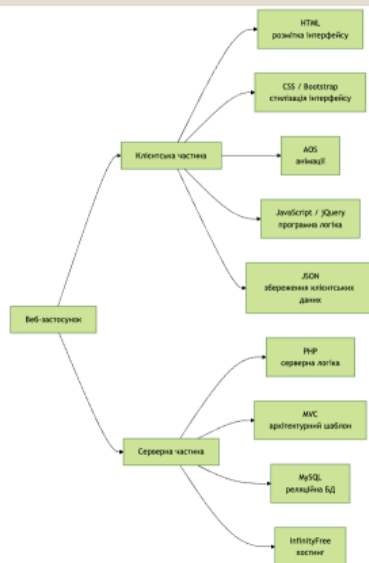 HTML
розмітка інтерфейсу
CSS / Bootstrap
стилізація інтерфейсу
AOS
анімації
Клієнтська частина
JavaScript / jQuery
програмна логіка
JSON
збереження клієнтських
даних
Веб-застосунок
PHP
серверна логіка
MVC
архітектурний шаблон
Серверна частина
MySQL
реляційна БД
InfinityFree
хостинг